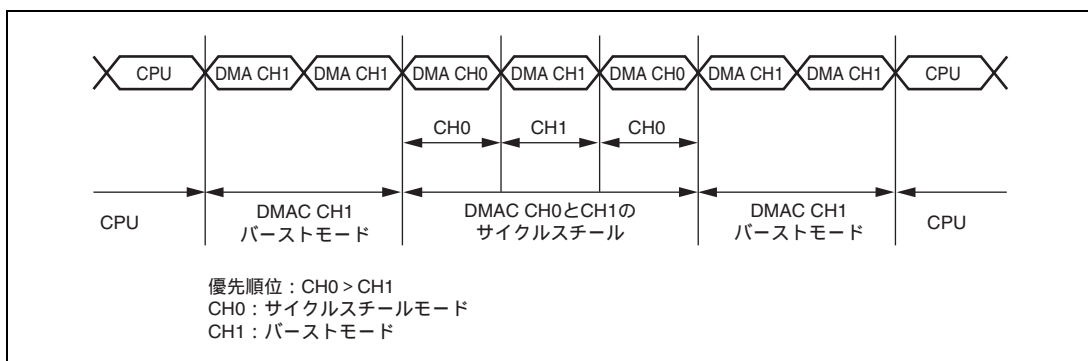 CPU DMA CH1 DMA CH1 DMA CH0 DMA CH1 DMA CH0 DMA CH1 DMA CH1 CPU
CH0 CH1 CH0
CPU
DMAC CH1
バーストモード
DMAC CH0とCH1の
サイクルスチール
DMAC CH1
バーストモード
CPU
優先順位：CH0 > CH1
CH0：サイクルスチールモード
CH1：バーストモード